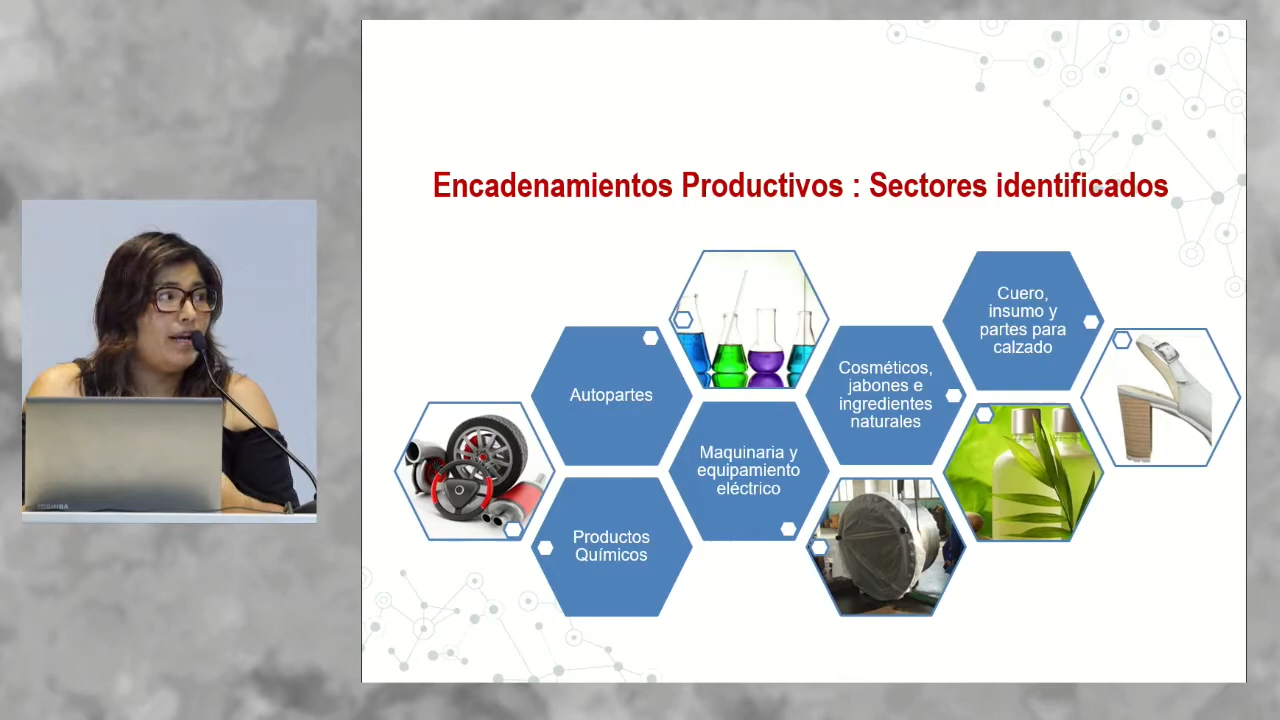 Encadenamientos Productivos : Sectores identificados
Cuero,
insumo y
partes para
calzado
Cosméticos,
jabones e
ingredientes
naturales
Autopartes
Maquinaria y
equipamiento
eléctrico
Productos
Químicos
TOSHIBA